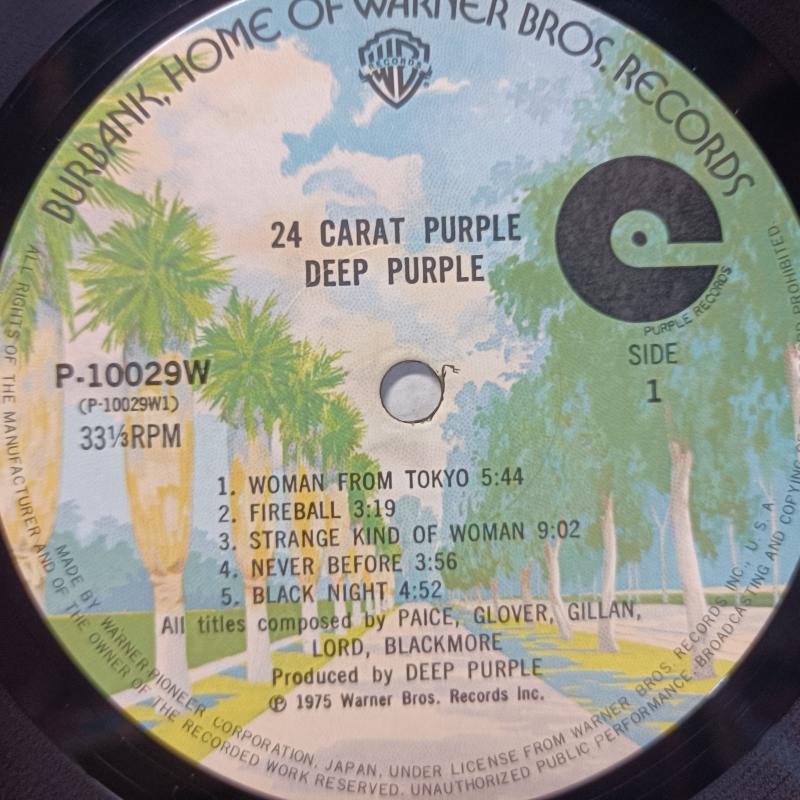 BURBANK, HOME OF WARNER BROS. RECORDS
WB
RECORDS
24 CARAT PURPLE
DEEP PURPLE
PURPLE RECORDS
SIDE
1
P-10029W
(P-10029W1)
33⅓RPM
1. WOMAN FROM TOKYO 5:44
2. FIREBALL 3:19
3. STRANGE KIND OF WOMAN 9:02
4. NEVER BEFORE 3:56
5. BLACK NIGHT 4:52
All titles composed by PAICE, GLOVER, GILLAN,
LORD, BLACKMORE
Produced by DEEP PURPLE
℗ 1975 Warner Bros. Records Inc.
MADE BY WARNER-PIONEER CORPORATION, JAPAN, UNDER LICENSE FROM WARNER BROS. RECORDS INC., U. S. A
ALL RIGHTS OF THE MANUFACTURER AND OF THE OWNER OF THE RECORDED WORK RESERVED. UNAUTHORIZED PUBLIC PERFORMANCE, BROADCASTING AND COPYING OF PROHIBITED.